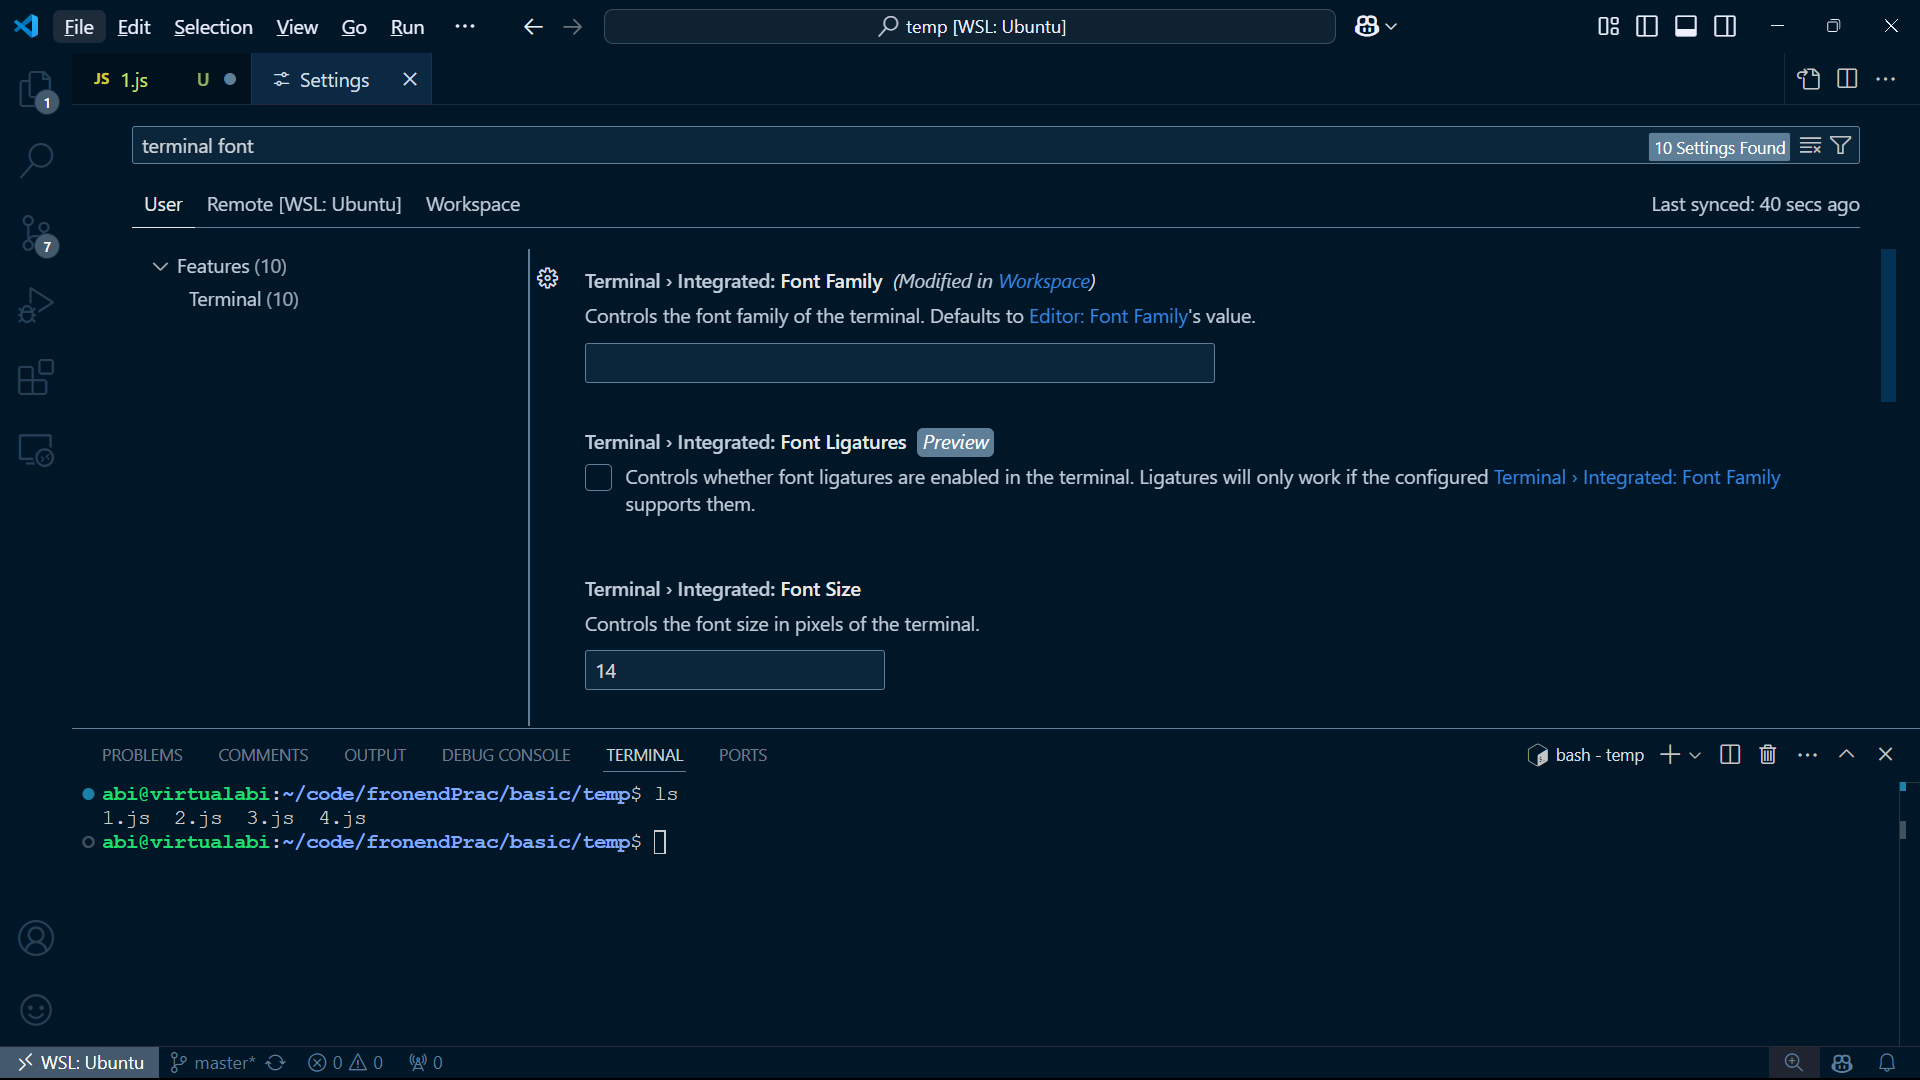 File Edit Selection View Go Run ···
temp [WSL: Ubuntu]
JS 1.js U
Settings
1
7
terminal font
10 Settings Found
User Remote [WSL: Ubuntu] Workspace
Last synced: 40 secs ago
Features (10)
Terminal (10)
Terminal › Integrated: Font Family (Modified in Workspace)
Controls the font family of the terminal. Defaults to Editor: Font Family's value.
Terminal › Integrated: Font Ligatures Preview
Controls whether font ligatures are enabled in the terminal. Ligatures will only work if the configured Terminal › Integrated: Font Family
supports them.
Terminal › Integrated: Font Size
Controls the font size in pixels of the terminal.
14
PROBLEMS COMMENTS OUTPUT DEBUG CONSOLE TERMINAL PORTS
bash - temp
abi@virtualabi:~/code/fronendPrac/basic/temp$ ls
1.js 2.js 3.js 4.js
abi@virtualabi:~/code/fronendPrac/basic/temp$
WSL: Ubuntu master* 0 0 0